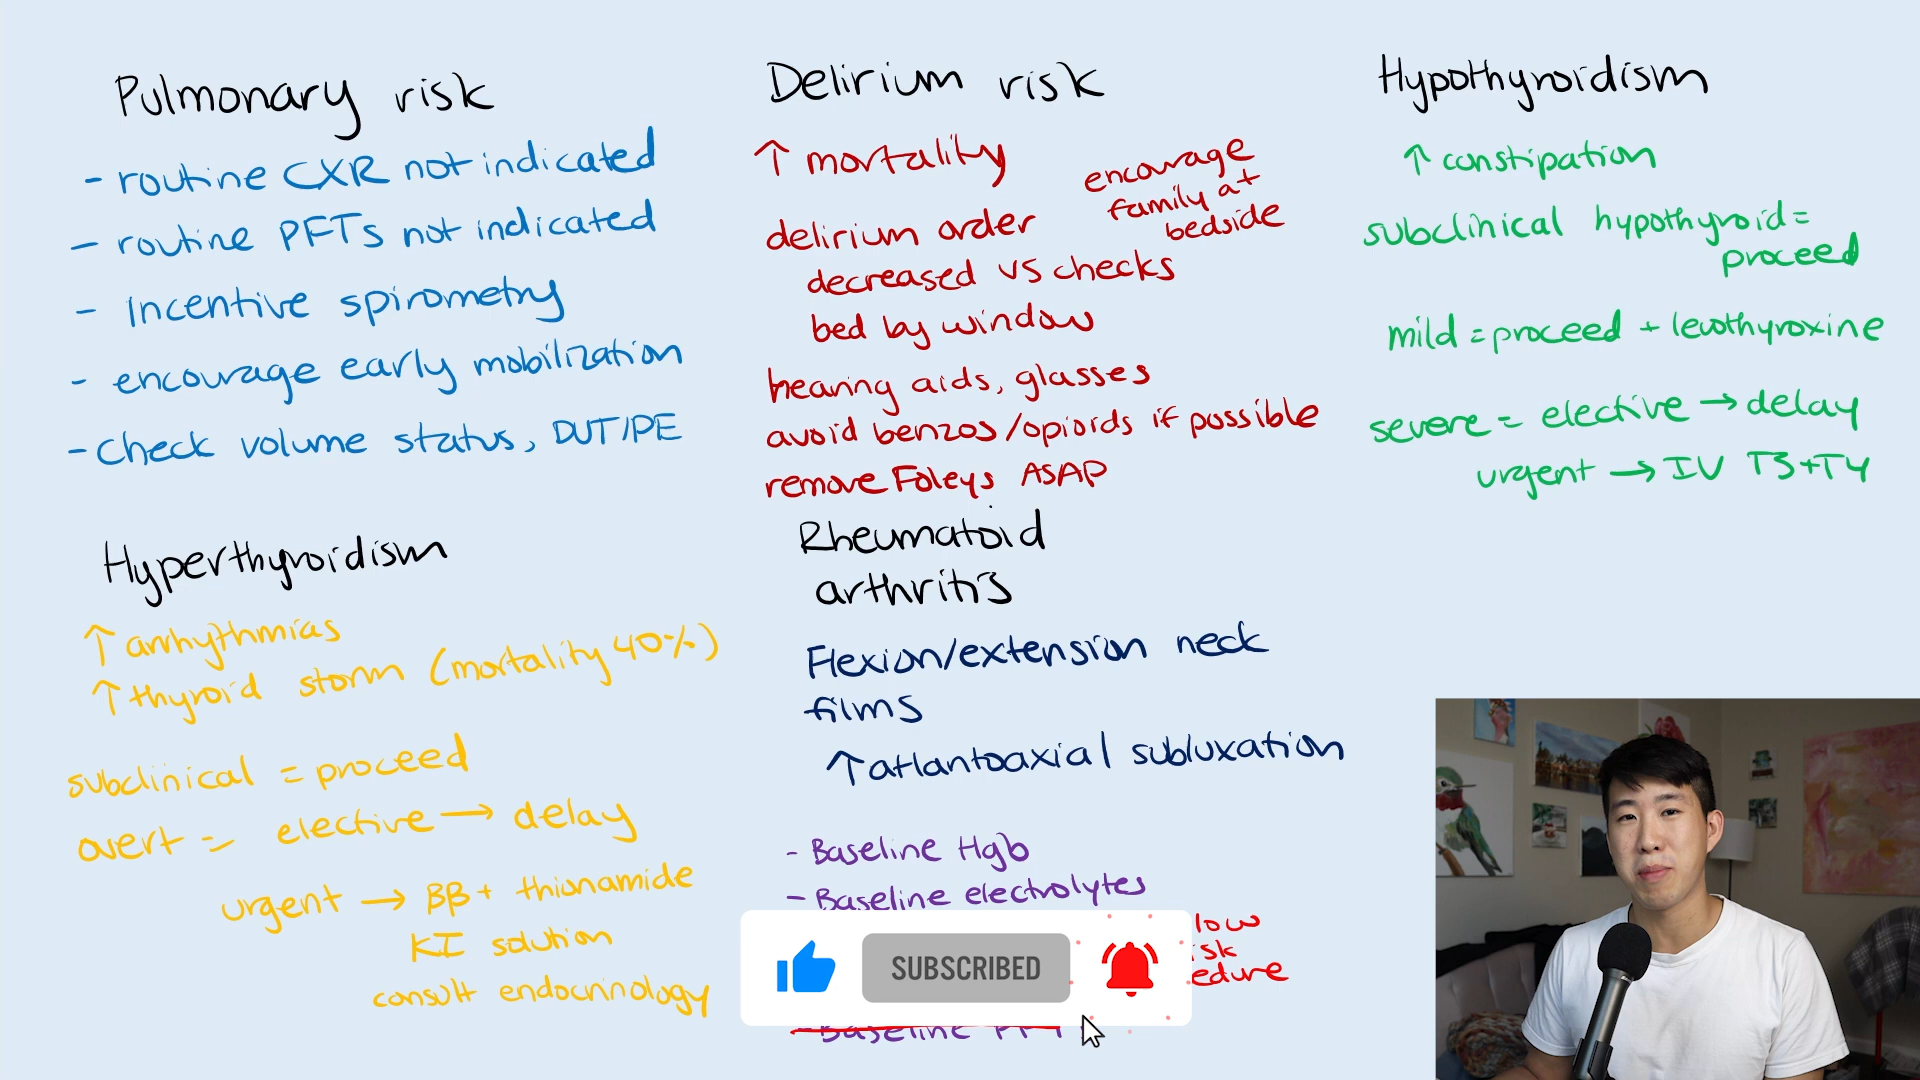 Pulmonary risk
- routine CXR not indicated
- routine PFTs not indicated
- Incentive spirometry
- encourage early mobilization
- Check volume status, DVT/PE
Delirium risk
↑ mortality
encourage
family at
bedside
delirium order
decreased VS checks
bed by window
hearing aids, glasses
avoid benzos/opioids if possible
remove Foleys ASAP
Hypothyroidism
↑ constipation
subclinical hypothyroid =
proceed
mild = proceed + levothyroxine
severe = elective → delay
urgent → IV T3+T4
Hyperthyroidism
↑ arrhythmias
↑ thyroid storm (mortality 40%)
subclinical = proceed
overt = elective → delay
urgent → BB + thionamide
KI solution
consult endocrinology
Rheumatoid
arthritis
Flexion/extension neck
films
↑ atlantoaxial subluxation
- Baseline Hgb
- Baseline electrolytes
low
isk
edure
SUBSCRIBED
- Baseline